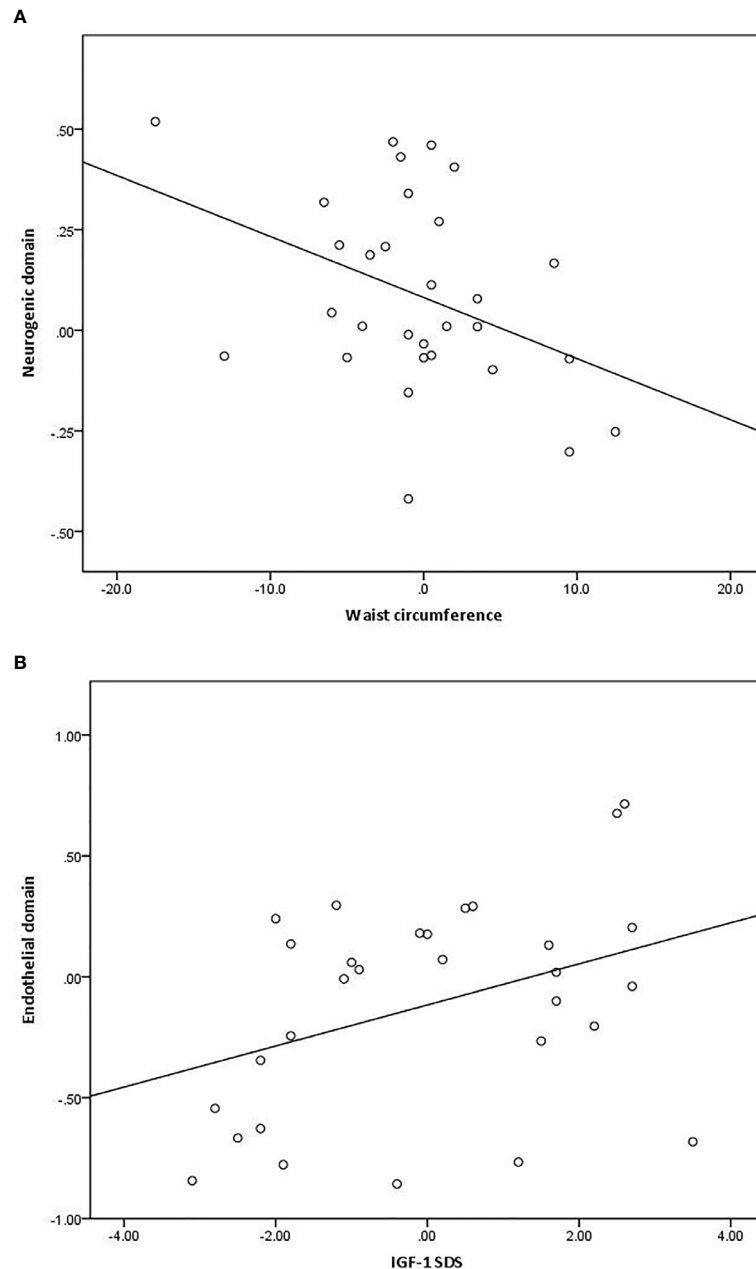 A
.50
.25
.00
-.25
-.50
Neurogenic domain
-20.0 -10.0 .0 10.0 20.0
Waist circumference
B
1.00
.50
.00
-.50
-1.00
Endothelial domain
-4.00 -2.00 .00 2.00 4.00
IGF-1 SDS